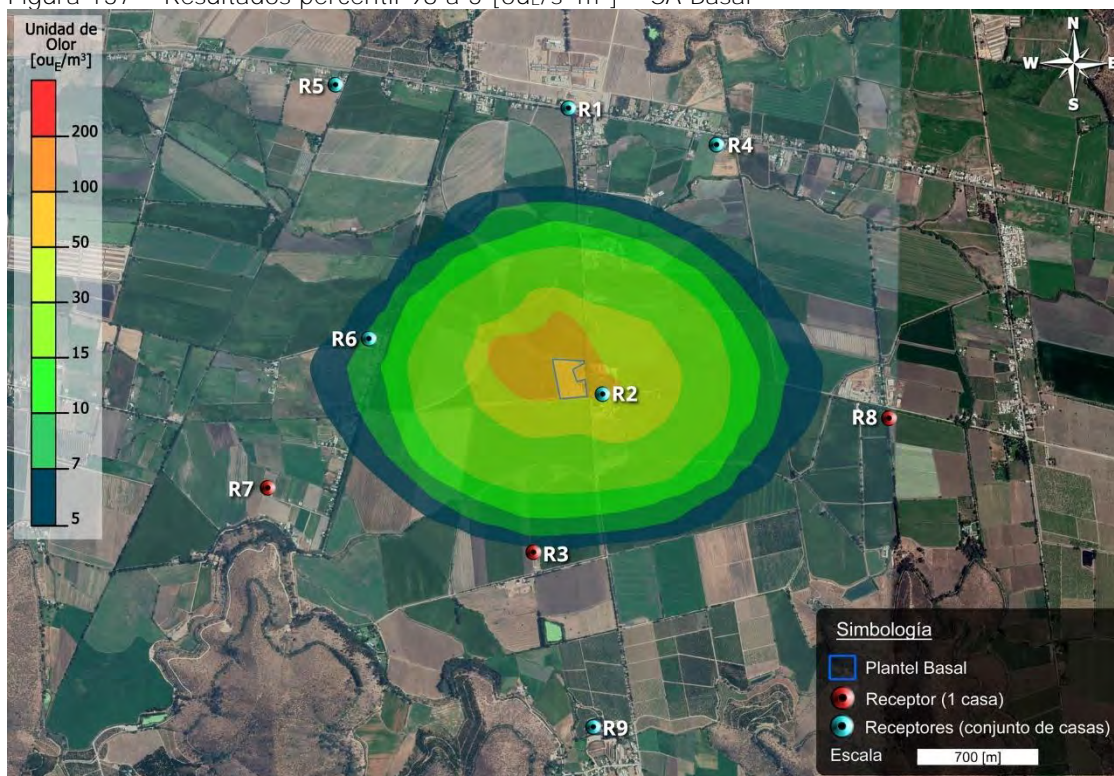 Unidad de
Olor
[ouE/m³]
200
100
50
30
15
10
7
5
N
W
E
S
R5
R1
R4
R6
R2
R8
R7
R3
R9
Simbología
Plantel Basal
Receptor (1 casa)
Receptores (conjunto de casas)
Escala
700 [m]